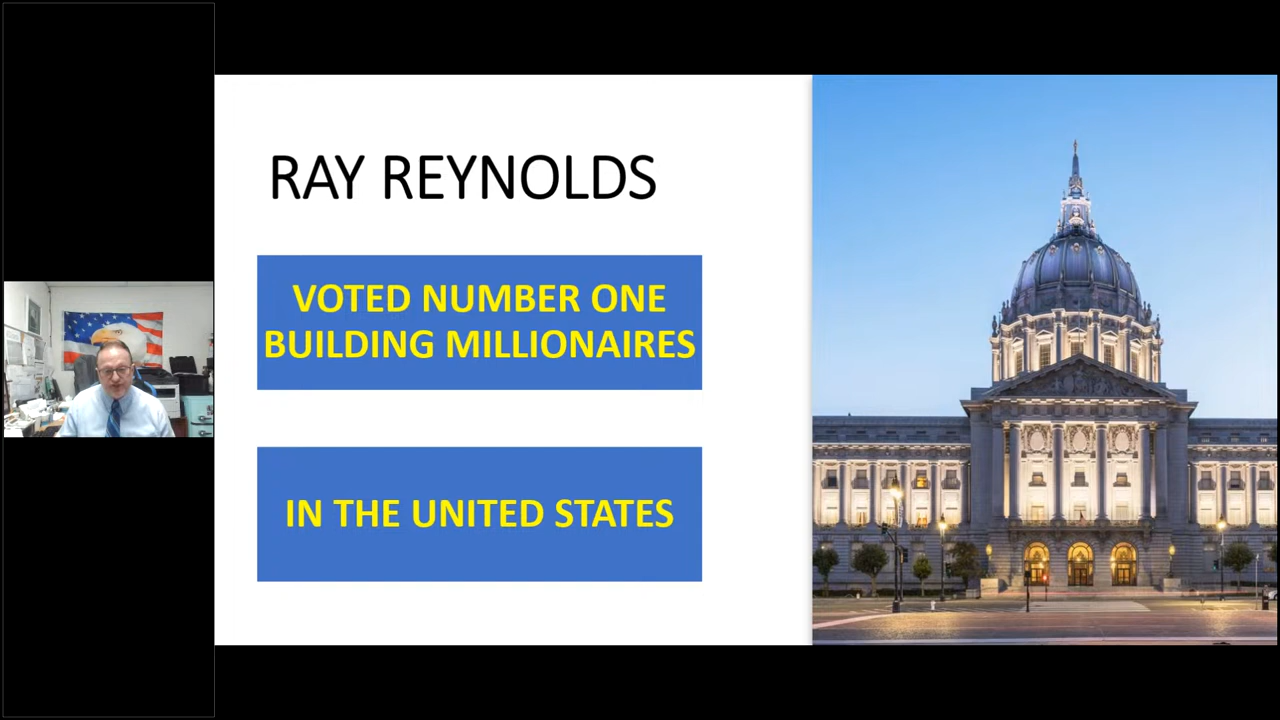 RAY REYNOLDS
VOTED NUMBER ONE
BUILDING MILLIONAIRES
IN THE UNITED STATES